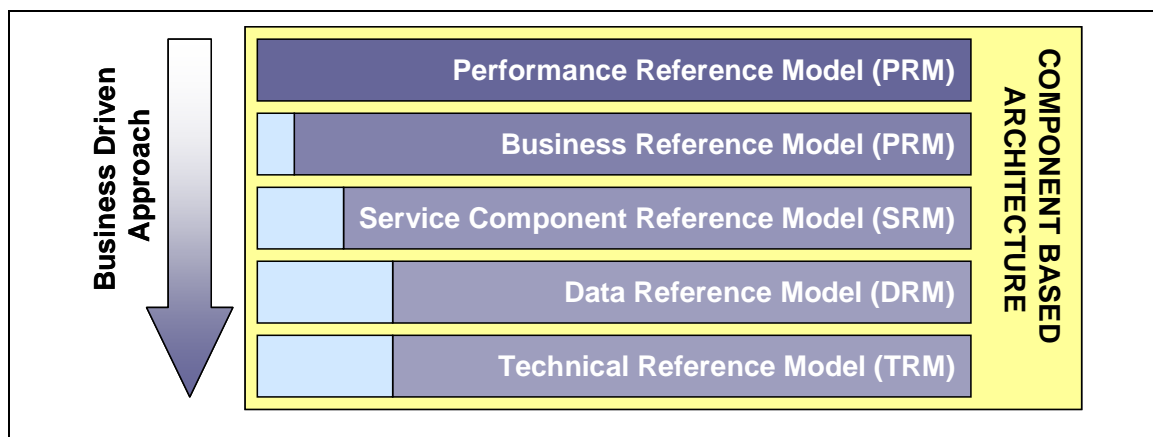 Business Driven
Approach
Performance Reference Model (PRM)
Business Reference Model (PRM)
Service Component Reference Model (SRM)
Data Reference Model (DRM)
Technical Reference Model (TRM)
COMPONENT BASED
ARCHITECTURE